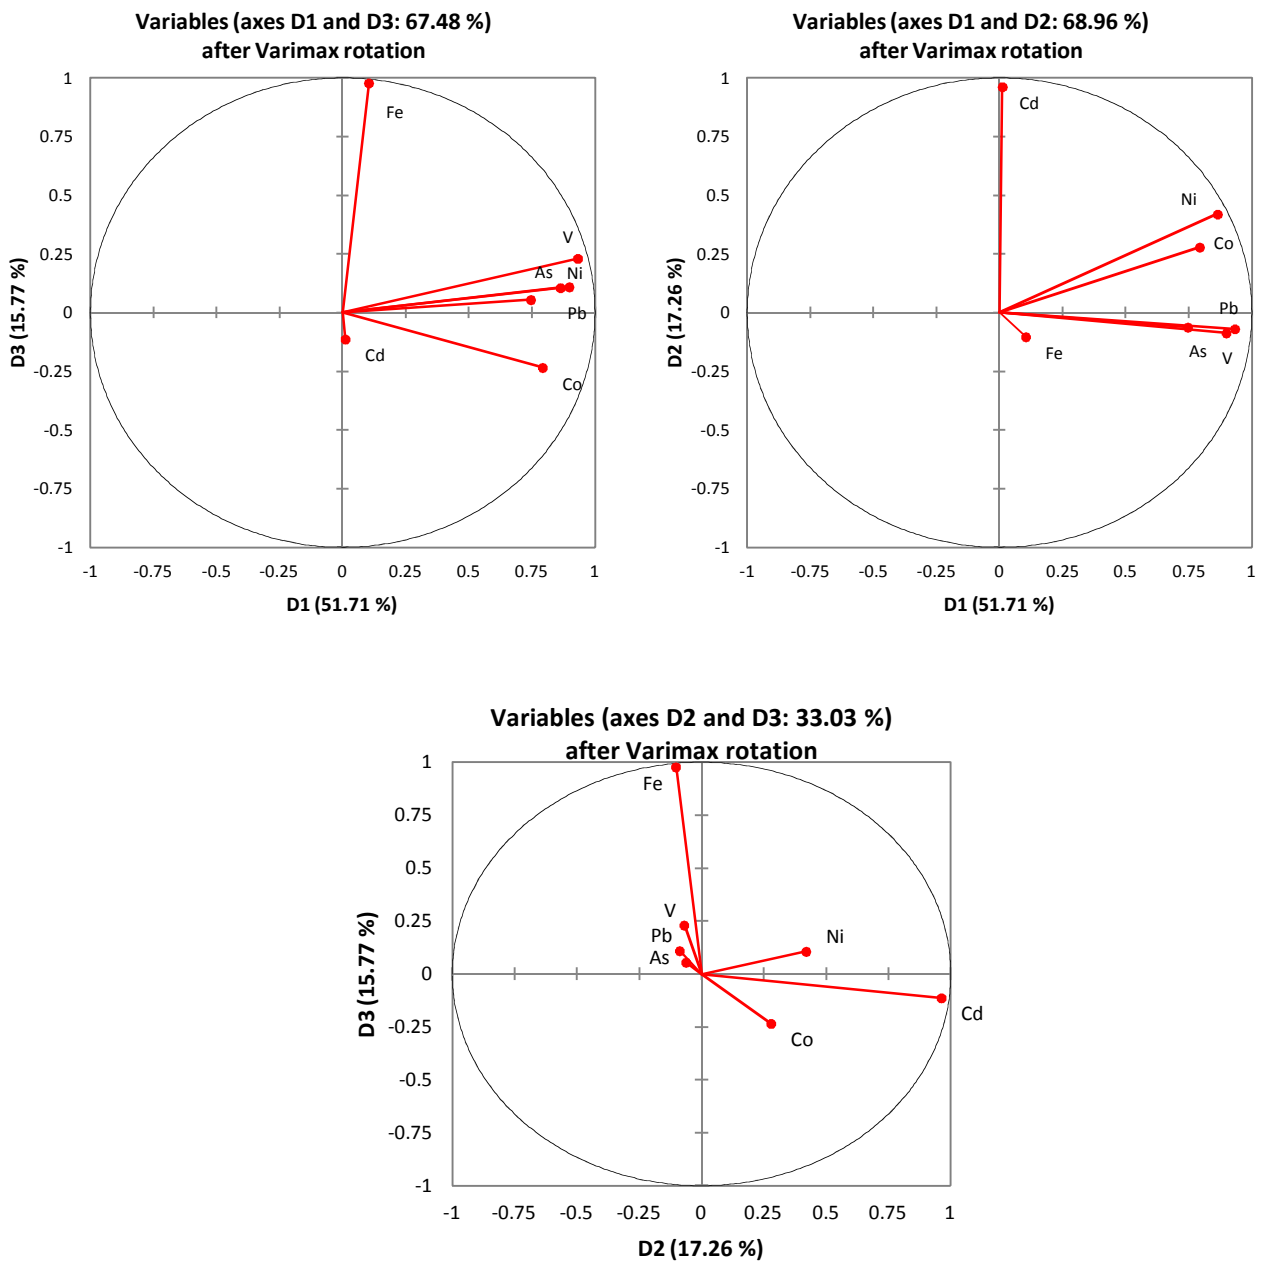 Variables (axes D1 and D3: 67.48 %)
after Varimax rotation
1
0.75
0.5
0.25
0
-0.25
-0.5
-0.75
-1
-1 -0.75 -0.5 -0.25 0 0.25 0.5 0.75 1
D3 (15.77 %)
D1 (51.71 %)
Fe
V
As
Ni
Pb
Cd
Co
Variables (axes D1 and D2: 68.96 %)
after Varimax rotation
1
0.75
0.5
0.25
0
-0.25
-0.5
-0.75
-1
-1 -0.75 -0.5 -0.25 0 0.25 0.5 0.75 1
D2 (17.26 %)
D1 (51.71 %)
Cd
Ni
Co
Pb
As
V
Fe
Variables (axes D2 and D3: 33.03 %)
after Varimax rotation
1
0.75
0.5
0.25
0
-0.25
-0.5
-0.75
-1
-1 -0.75 -0.5 -0.25 0 0.25 0.5 0.75 1
D3 (15.77 %)
D2 (17.26 %)
Fe
V
Pb
As
Ni
Cd
Co